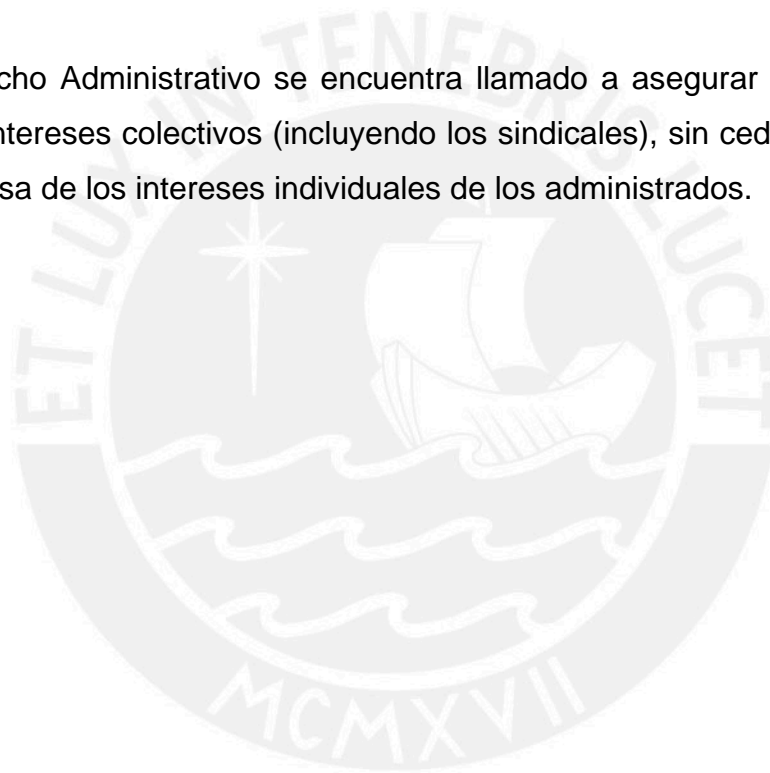 cho Administrativo se encuentra llamado a asegurar
ntereses colectivos (incluyendo los sindicales), sin ced
sa de los intereses individuales de los administrados.
ET LUX IN TENEBRIS LUCET
MCMXVII